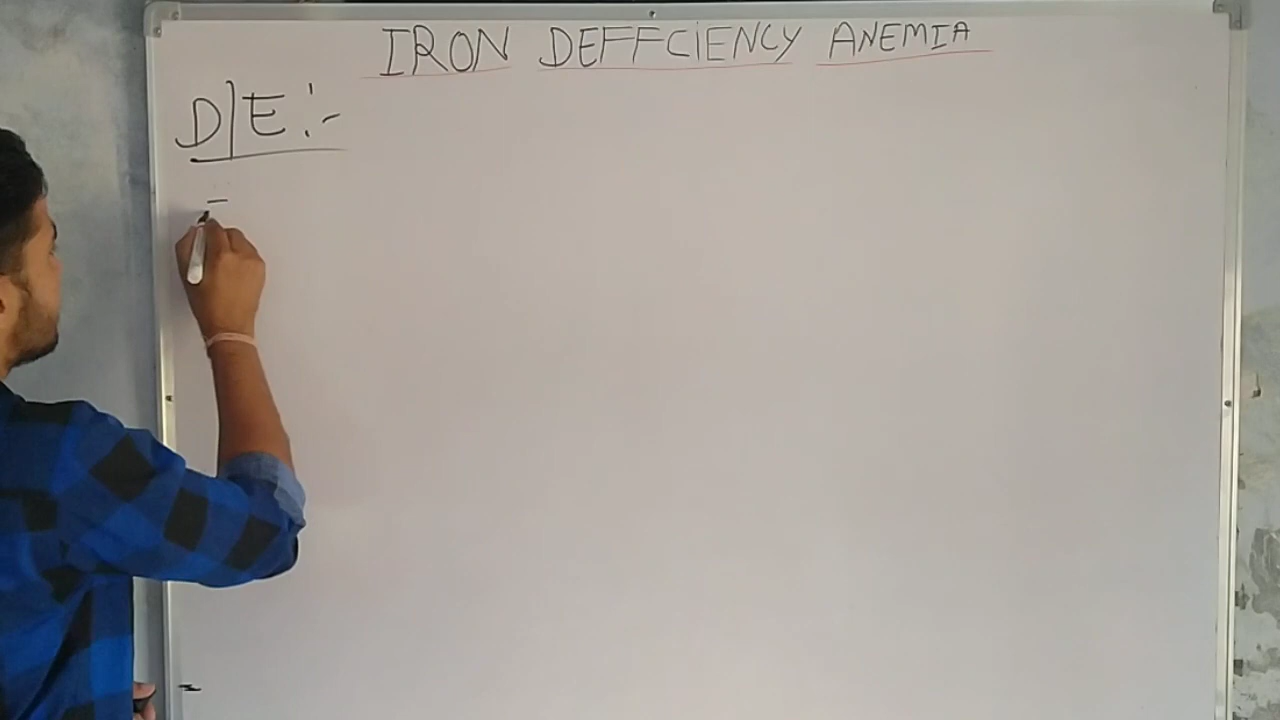 IRON DEFFCiENCY ANEMIA
D|E :-
-